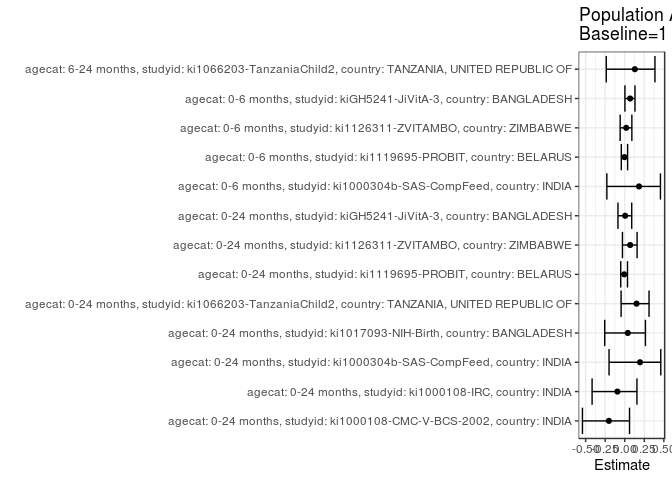 Population
Baseline=1
agecat: 6-24 months, studyid: ki1066203-TanzaniaChild2, country: TANZANIA, UNITED REPUBLIC OF
agecat: 0-6 months, studyid: kiGH5241-JiVitA-3, country: BANGLADESH
agecat: 0-6 months, studyid: ki1126311-ZVITAMBO, country: ZIMBABWE
agecat: 0-6 months, studyid: ki1119695-PROBIT, country: BELARUS
agecat: 0-6 months, studyid: ki1000304b-SAS-CompFeed, country: INDIA
agecat: 0-24 months, studyid: kiGH5241-JiVitA-3, country: BANGLADESH
agecat: 0-24 months, studyid: ki1126311-ZVITAMBO, country: ZIMBABWE
agecat: 0-24 months, studyid: ki1119695-PROBIT, country: BELARUS
agecat: 0-24 months, studyid: ki1066203-TanzaniaChild2, country: TANZANIA, UNITED REPUBLIC OF
agecat: 0-24 months, studyid: ki1017093-NIH-Birth, country: BANGLADESH
agecat: 0-24 months, studyid: ki1000304b-SAS-CompFeed, country: INDIA
agecat: 0-24 months, studyid: ki1000108-IRC, country: INDIA
agecat: 0-24 months, studyid: ki1000108-CMC-V-BCS-2002, country: INDIA
-0.50 -0.25 0.00 0.25 0.50
Estimate